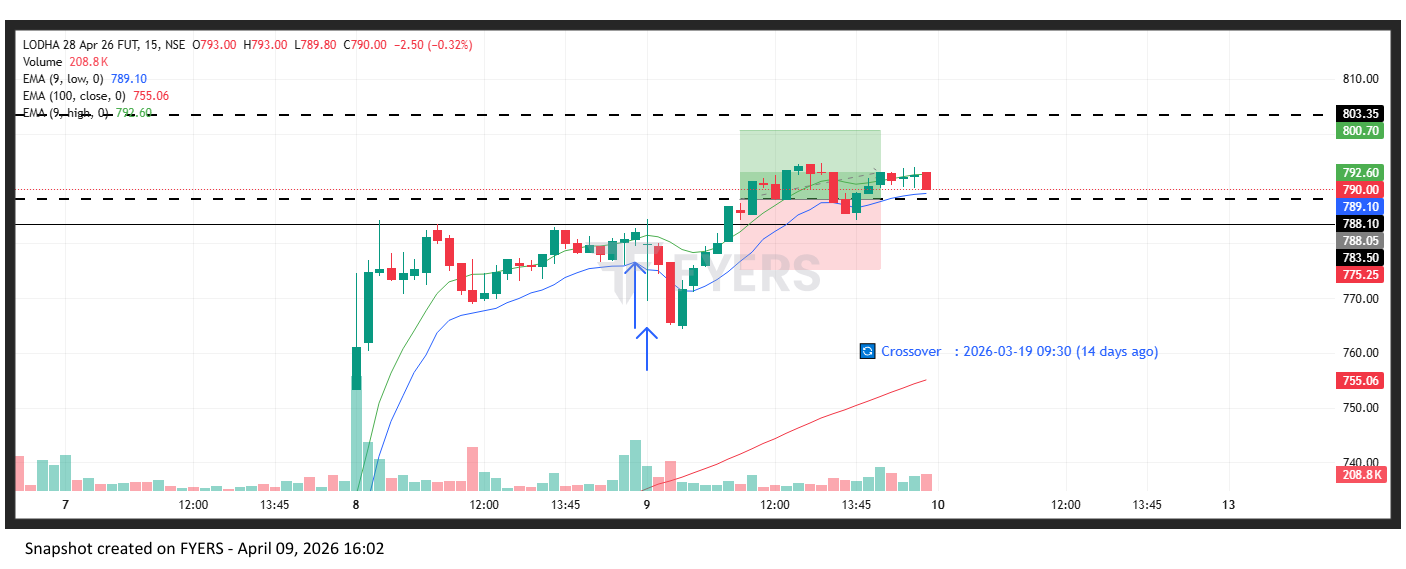 LODHA 28 Apr 26 FUT, 15, NSE O793.00 H793.00 L789.80 C790.00 −2.50 (−0.32%)
Volume 208.8 K
EMA (9, low, 0) 789.10
EMA (100, close, 0) 755.06
EMA (9, high, 0) 792.60
810.00
803.35
800.70
792.60
790.00
789.10
788.10
788.05
783.50
775.25
FYERS
770.00
Crossover : 2026-03-19 09:30 (14 days ago)
760.00
755.06
750.00
740.00
208.8 K
7 12:00 13:45 8 12:00 13:45 9 12:00 13:45 10 12:00 13:45 13
Snapshot created on FYERS - April 09, 2026 16:02